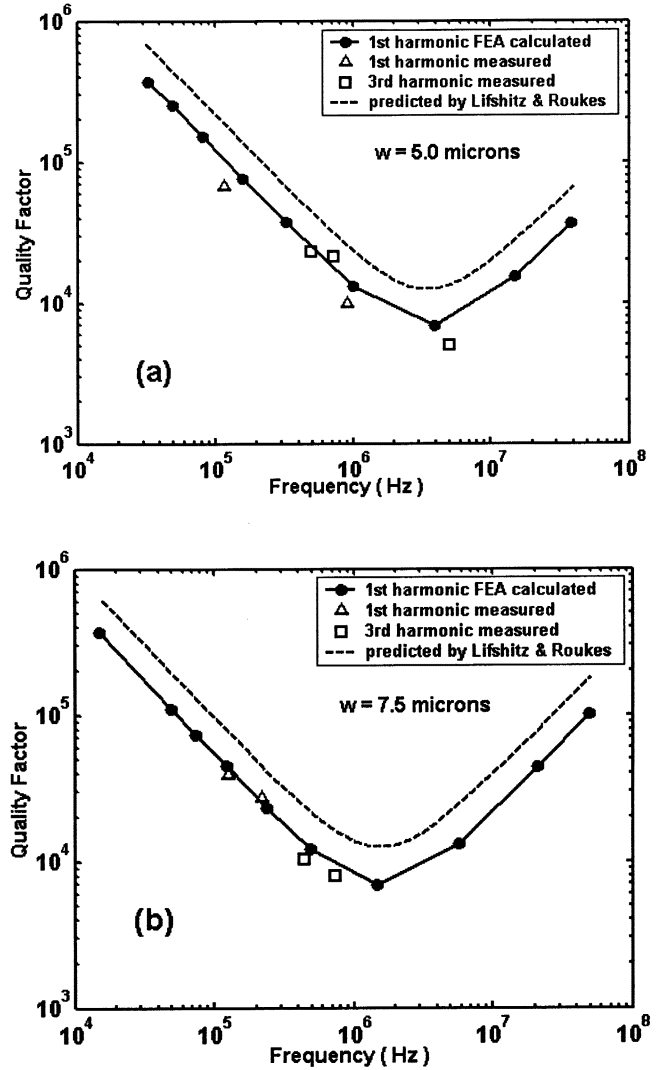 10^6
1st harmonic FEA calculated
1st harmonic measured
3rd harmonic measured
predicted by Lifshitz & Roukes
w = 5.0 microns
10^5
Quality Factor
10^4
(a)
10^3
10^4 10^5 10^6 10^7 10^8
Frequency ( Hz )
10^6
1st harmonic FEA calculated
1st harmonic measured
3rd harmonic measured
predicted by Lifshitz & Roukes
w = 7.5 microns
10^5
Quality Factor
10^4
(b)
10^3
10^4 10^5 10^6 10^7 10^8
Frequency ( Hz )